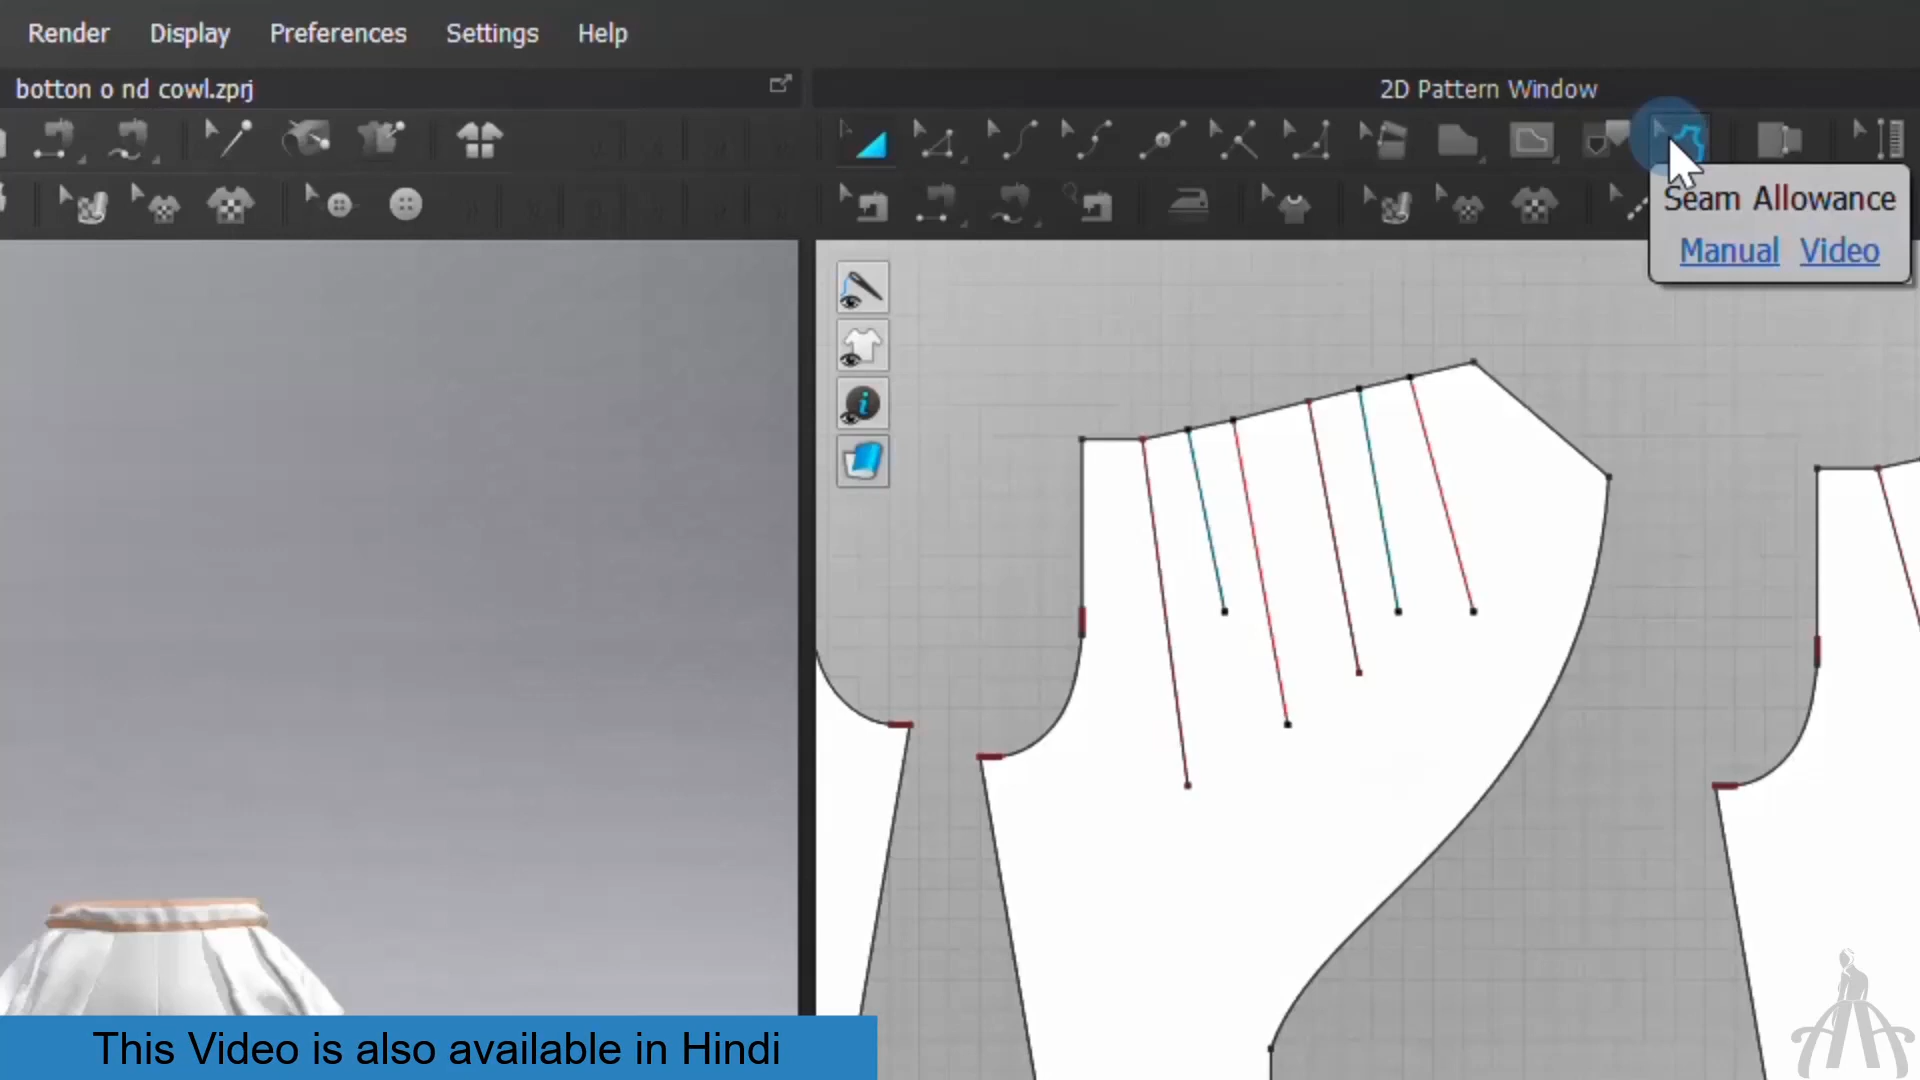 Render Display Preferences Settings Help
botton o nd cowl.zprj
2D Pattern Window
Seam Allowance
Manual Video
This Video is also available in Hindi